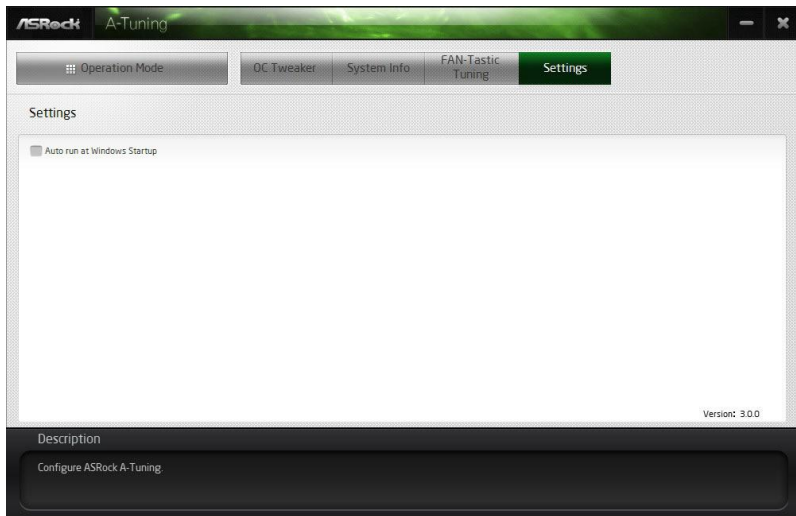 ASRock A-Tuning
Operation Mode
OC Tweaker
System Info
FAN-Tastic
Tuning
Settings
Settings
Auto run at Windows Startup
Version: 3.0.0
Description
Configure ASRock A-Tuning.